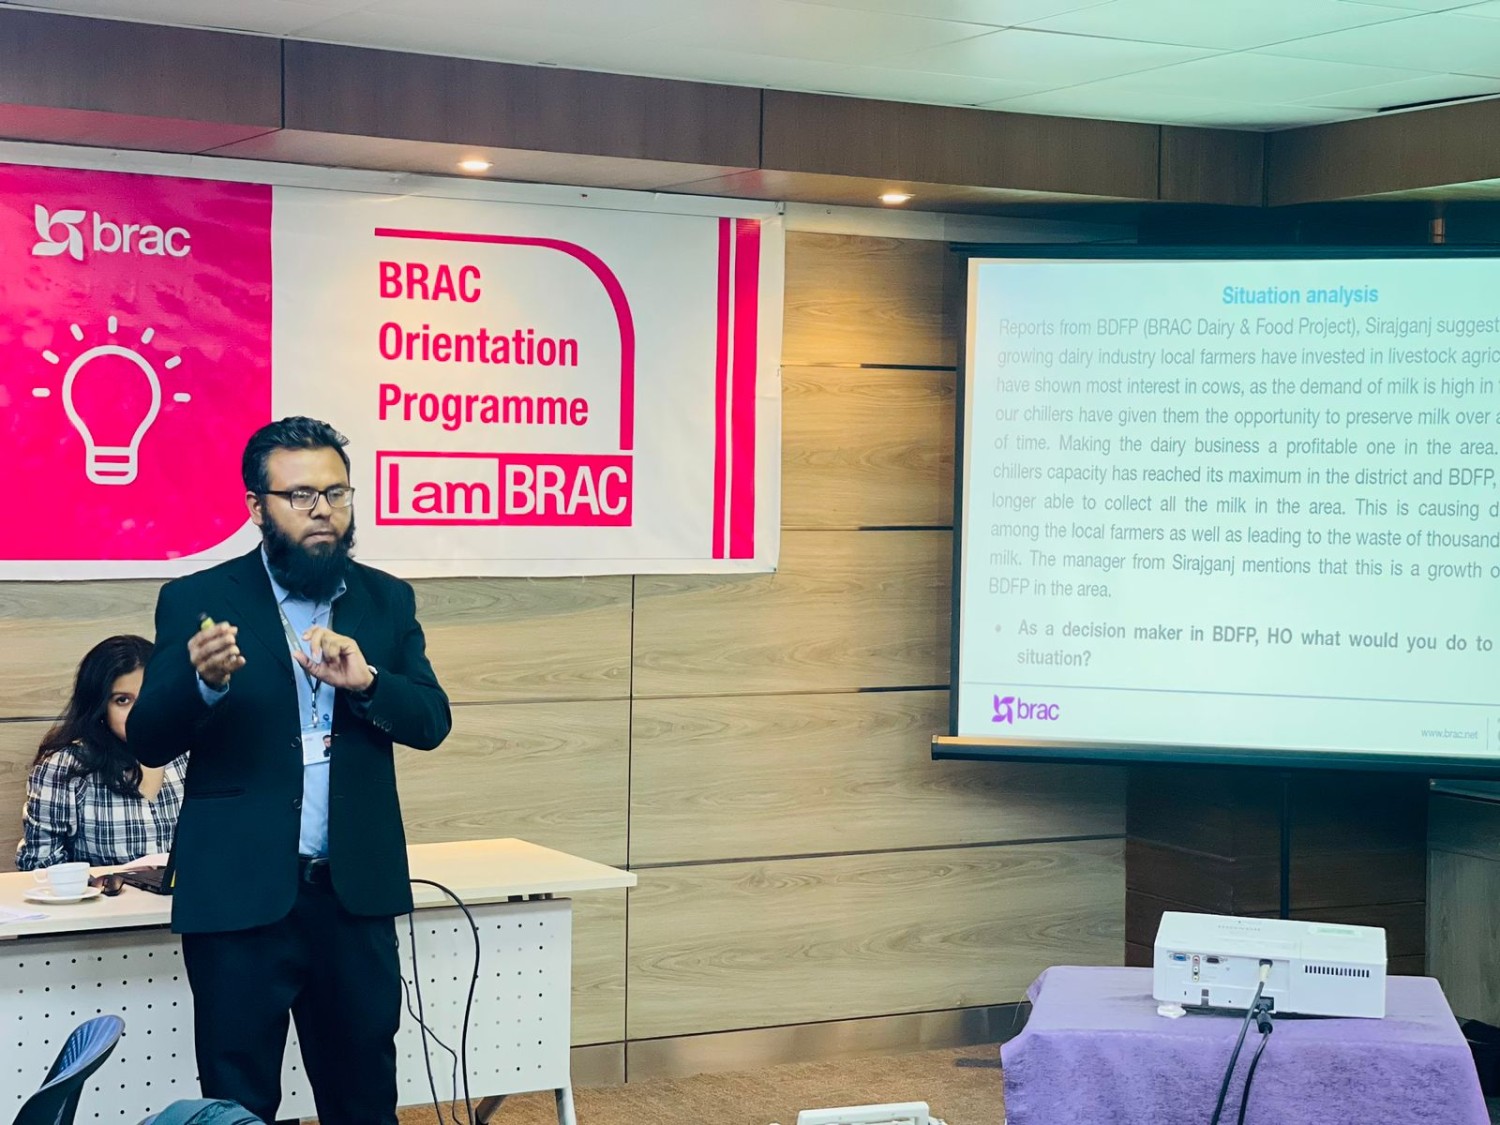 brac
BRAC
Orientation
Programme
I am BRAC
Situation analysis
Reports from BDFP (BRAC Dairy & Food Project), Sirajganj suggest
growing dairy industry local farmers have invested in livestock
have shown most interest in cows, as the demand of milk is high in
our chillers have given them the opportunity to preserve milk over
of time. Making the dairy business a profitable one in the area.
chillers capacity has reached its maximum in the district and BDFP,
longer able to collect all the milk in the area. This is causing
among the local farmers as well as leading to the waste of
milk. The manager from Sirajganj mentions that this is a growth
BDFP in the area.
• As a decision maker in BDFP, HO what would you do to
situation?
brac
www.brac.net